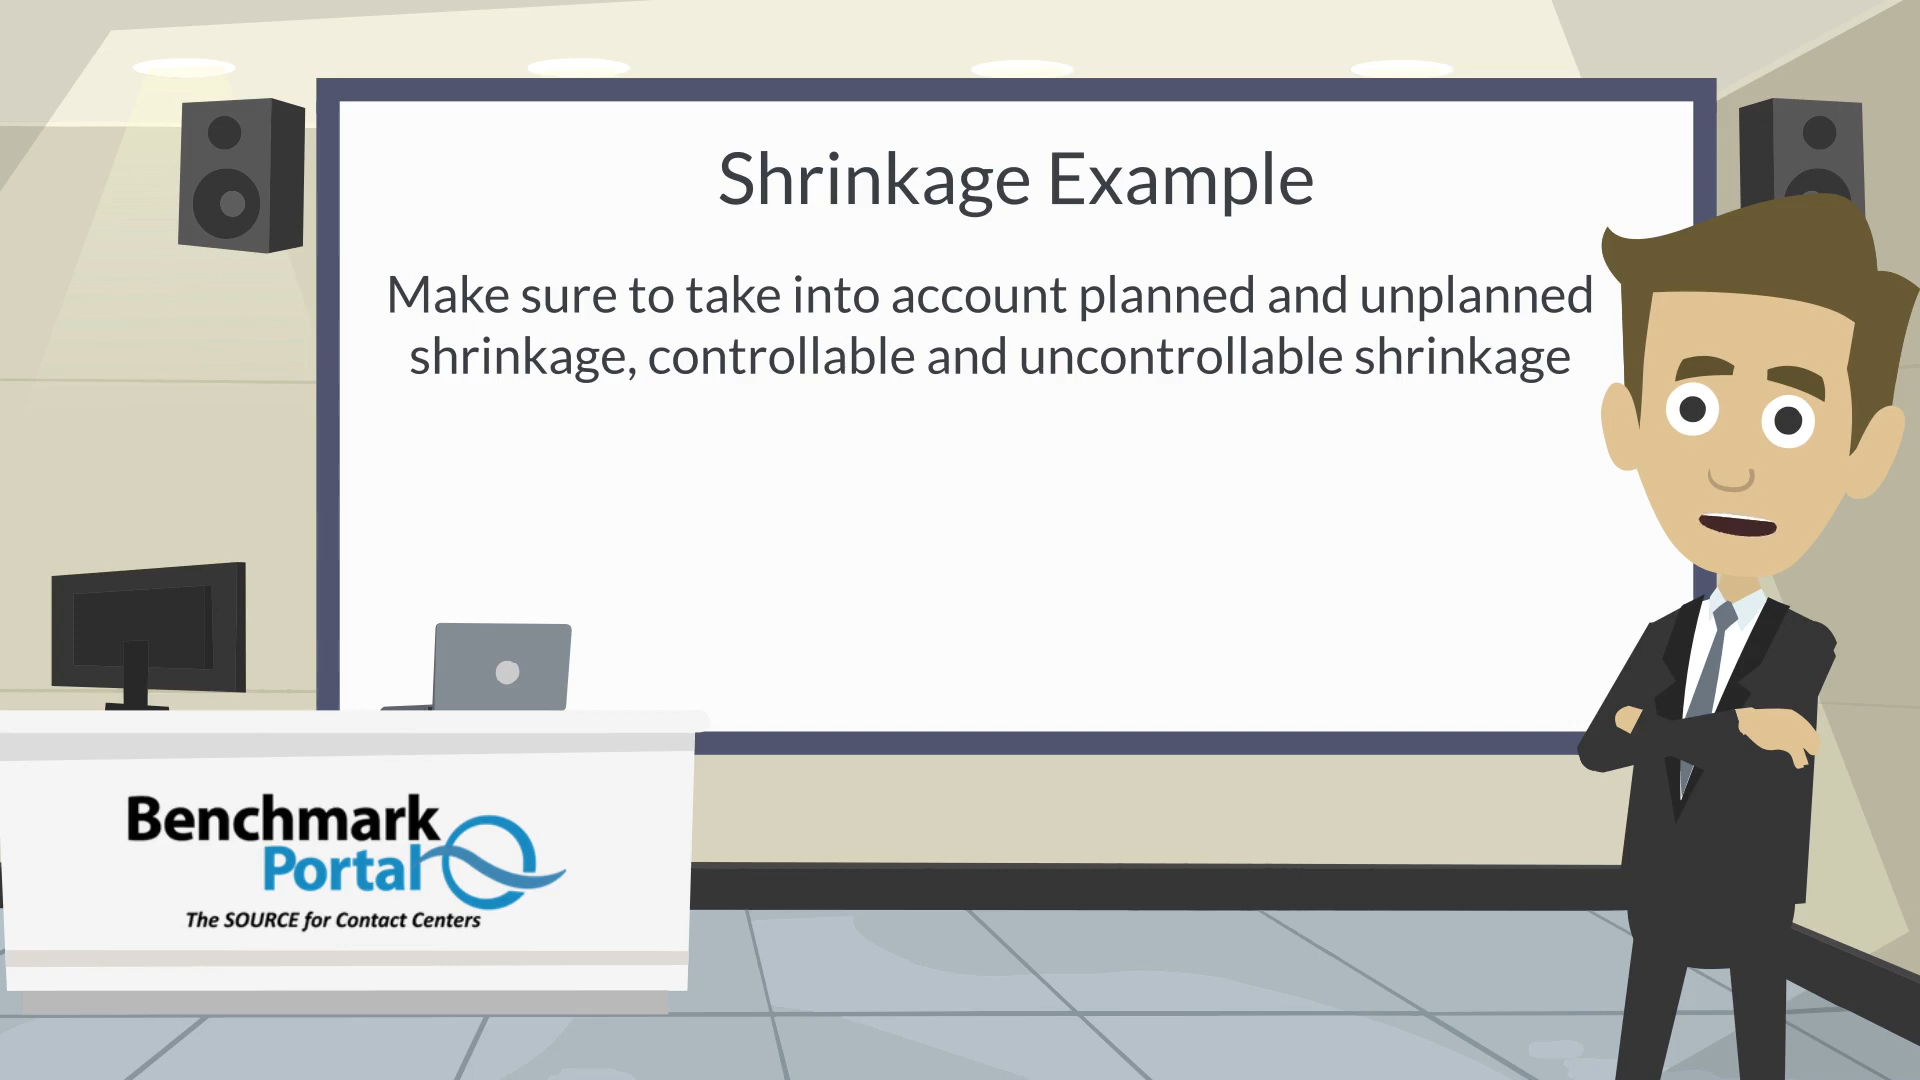 Shrinkage Example
Make sure to take into account planned and unplanned
shrinkage, controllable and uncontrollable shrinkage
Benchmark
Portal
The SOURCE for Contact Centers